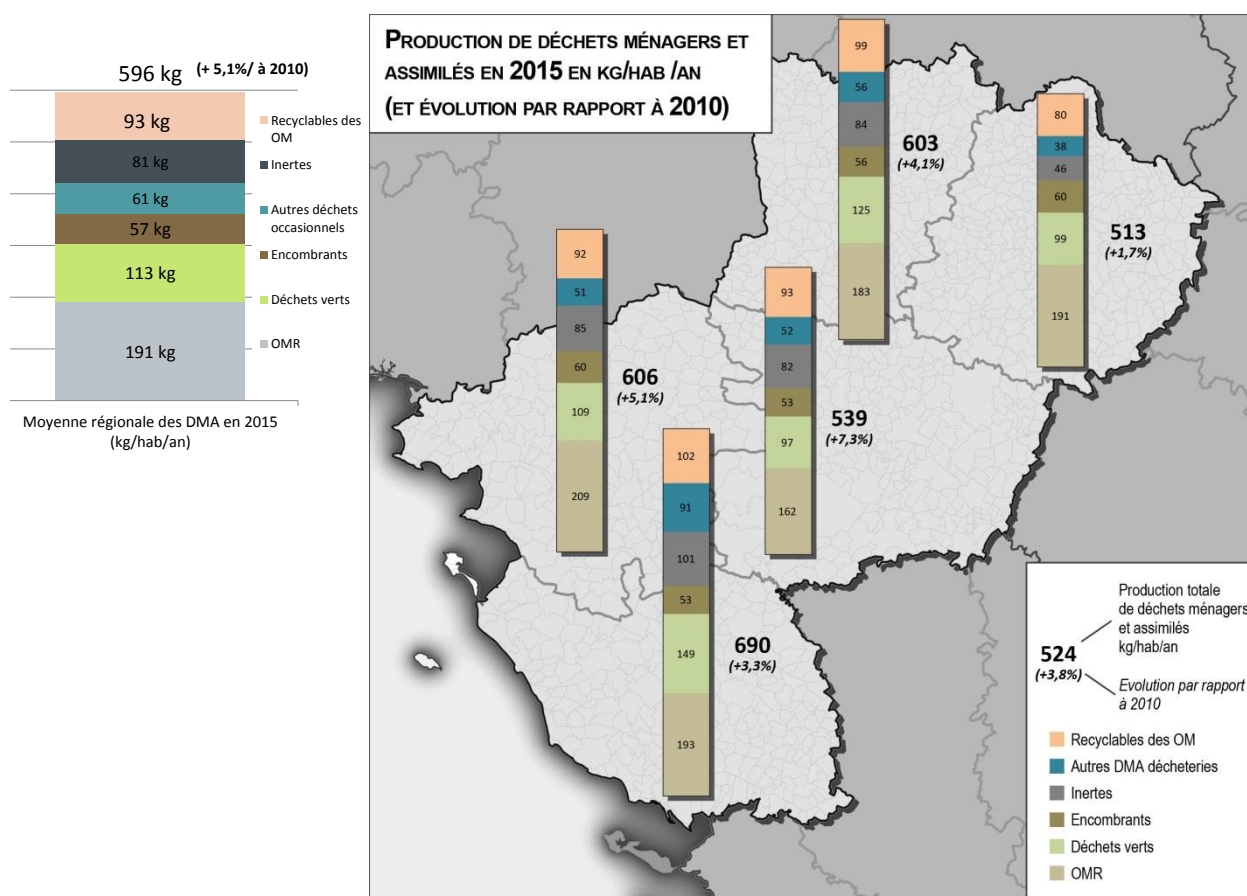 596 kg (+ 5,1%/ à 2010)
93 kg
81 kg
61 kg
57 kg
113 kg
191 kg
Recyclables des
OM
Inertes
Autres déchets
occasionnels
Encombrants
Déchets verts
OMR
Moyenne régionale des DMA en 2015
(kg/hab/an)
PRODUCTION DE DÉCHETS MÉNAGERS ET
ASSIMILÉS EN 2015 EN KG/HAB /AN
(ET ÉVOLUTION PAR RAPPORT À 2010)
99
56
84
56
125
183
603
(+4,1%)
80
38
46
60
99
191
513
(+1,7%)
92
51
85
60
109
209
606
(+5,1%)
93
52
82
53
97
162
539
(+7,3%)
102
91
101
53
149
193
690
(+3,3%)
Production totale
de déchets ménagers
et assimilés
kg/hab/an
524
(+3,8%)
Evolution par rapport
à 2010
Recyclables des OM
Autres DMA décheteries
Inertes
Encombrants
Déchets verts
OMR